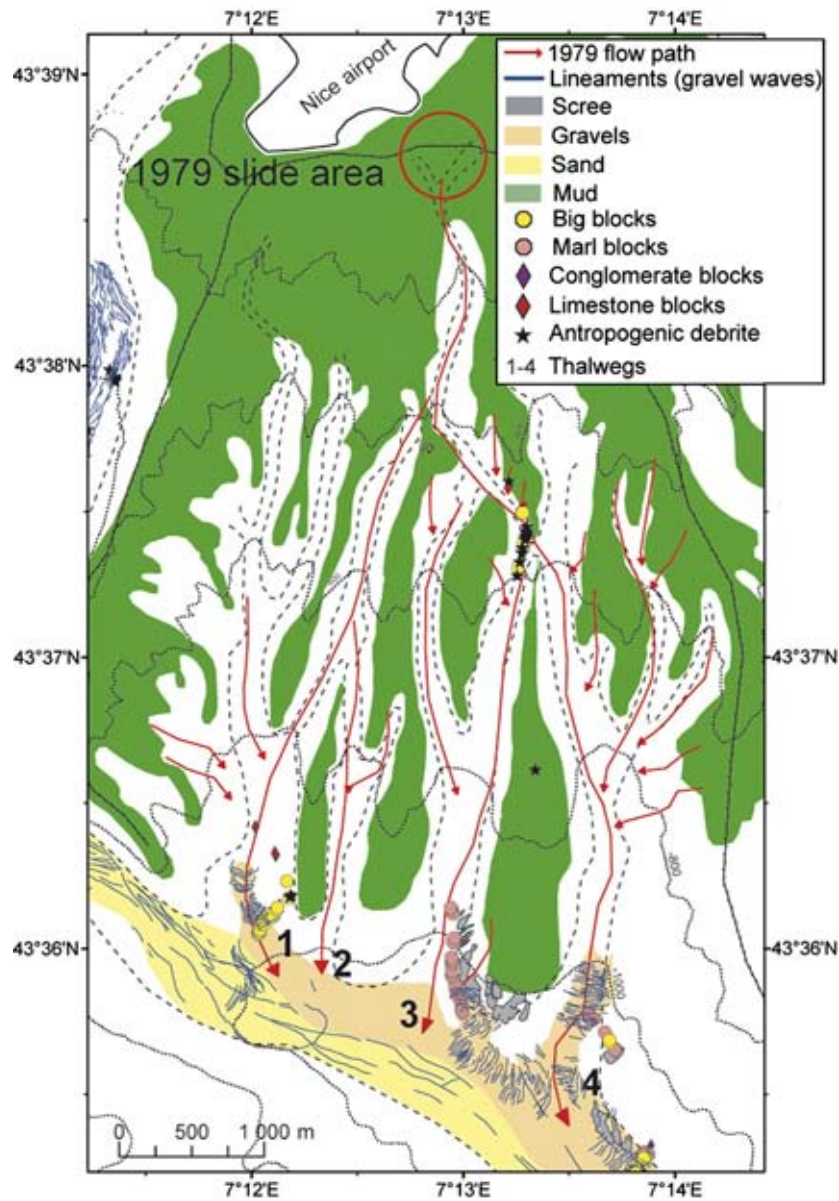 7°12'E
7°13'E
7°14'E
43°39'N
Nice airport
1979 slide area
1979 flow path
Lineaments (gravel waves)
Scree
Gravels
Sand
Mud
Big blocks
Marl blocks
Conglomerate blocks
Limestone blocks
Antropogenic debrite
1-4 Thalwegs
43°38'N
43°37'N
43°37'N
-800
43°36'N
43°36'N
1
2
3
4
-1000
0 500 1 000 m
7°12'E
7°13'E
7°14'E